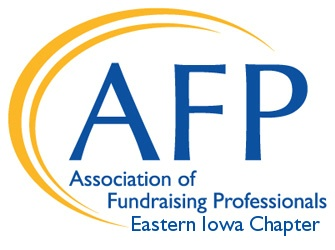 AFP
Association of
Fundraising Professionals
Eastern Iowa Chapter